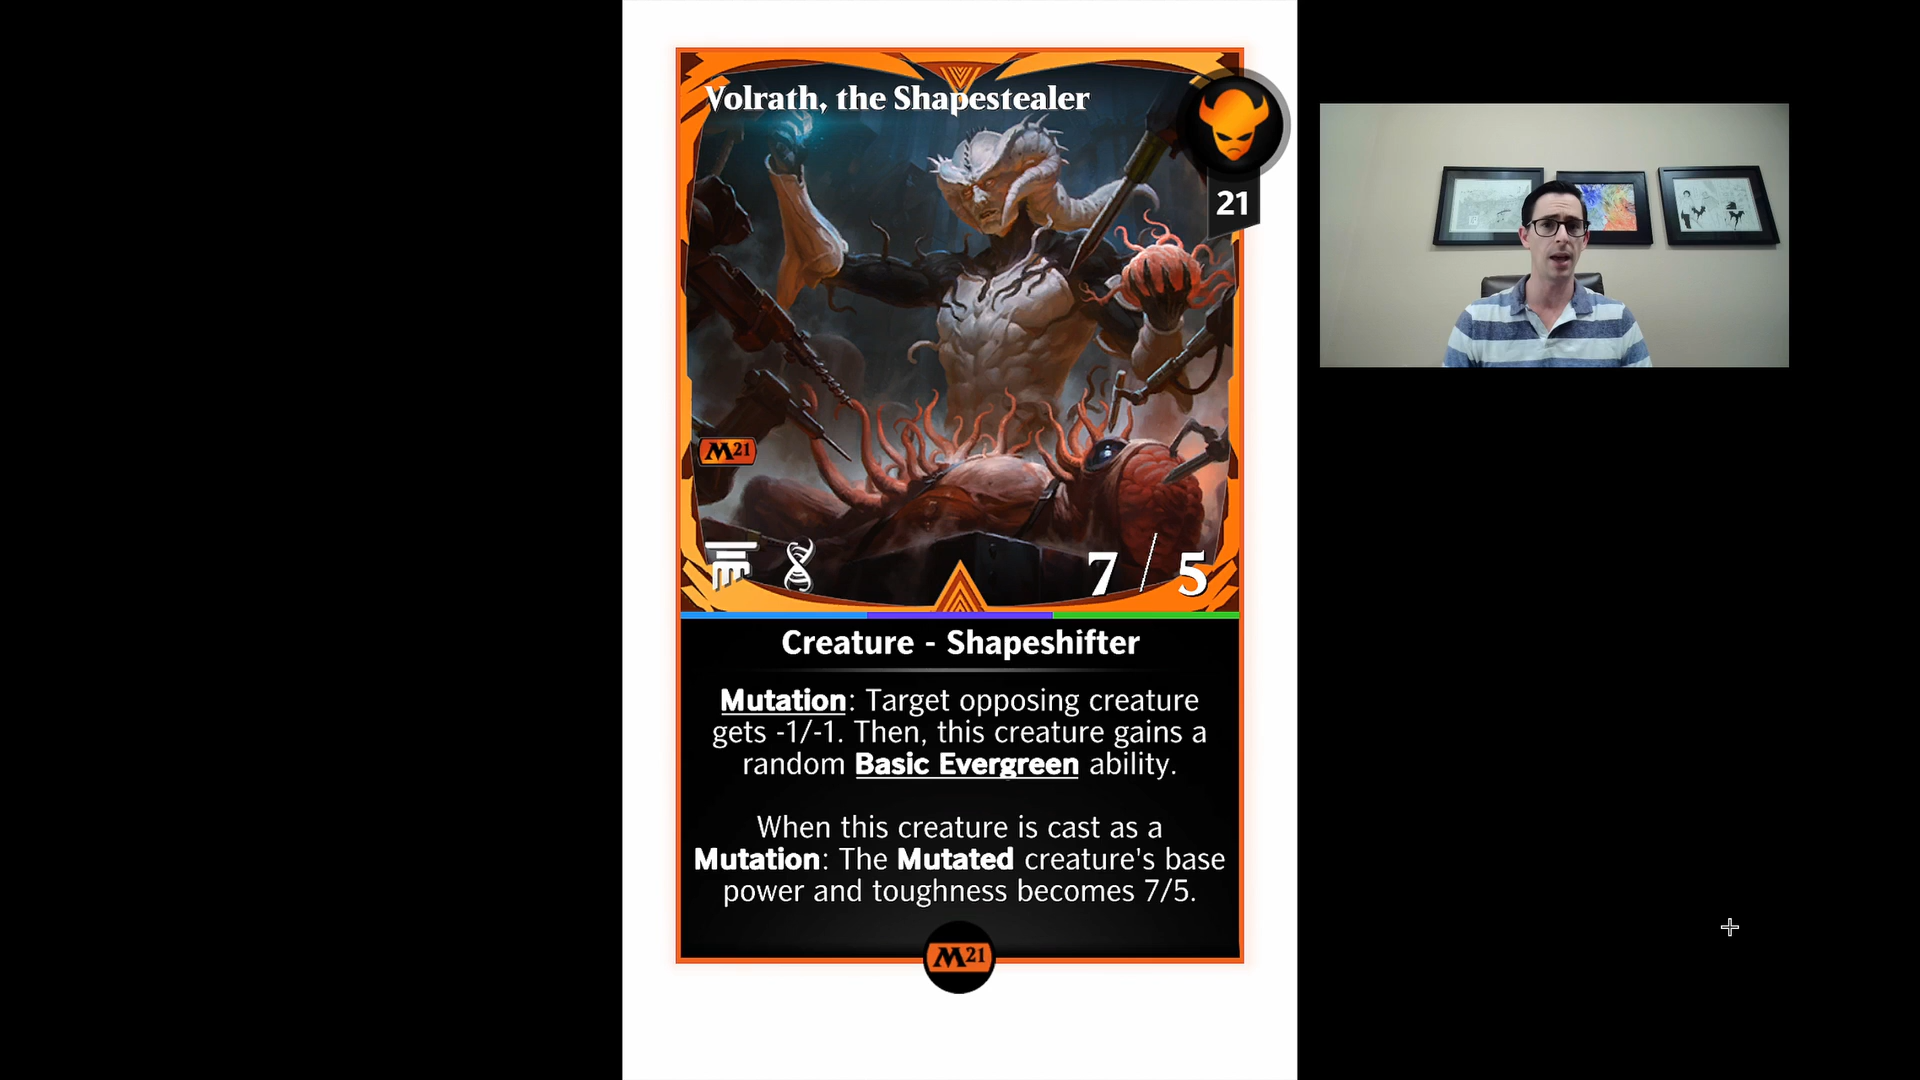 Volrath, the Shapestealer
21
M21
7 / 5
Creature - Shapeshifter
Mutation: Target opposing creature
gets -1/-1. Then, this creature gains a
random Basic Evergreen ability.
When this creature is cast as a
Mutation: The Mutated creature's base
power and toughness becomes 7/5.
M21